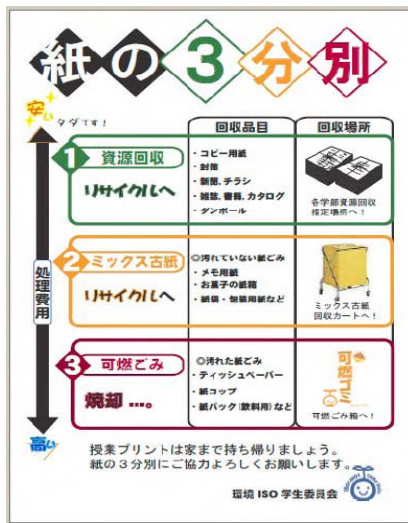 紙の3分別
安い
タダです!
回収品目
回収場所
1 資源回収
リサイクルへ
・コピー用紙
・封筒
・新聞、チラシ
・雑誌、書籍、カタログ
・ダンボール
各学部資源回収
指定場所へ!
処理費用
2 ミックス古紙
リサイクルへ
◎汚れていない紙ごみ
・メモ用紙
・お菓子の紙箱
・紙袋・包装用紙など
ミックス古紙
回収カートへ!
3 可燃ごみ
焼却…。
◎汚れた紙ごみ
・ティッシュペーパー
・紙コップ
・紙パック(飲料用)など
可燃ゴミ
可燃ごみ箱へ!
高い
授業プリントは家まで持ち帰りましょう。
紙の3分別にご協力よろしくお願いします。
環境 ISO 学生委員会